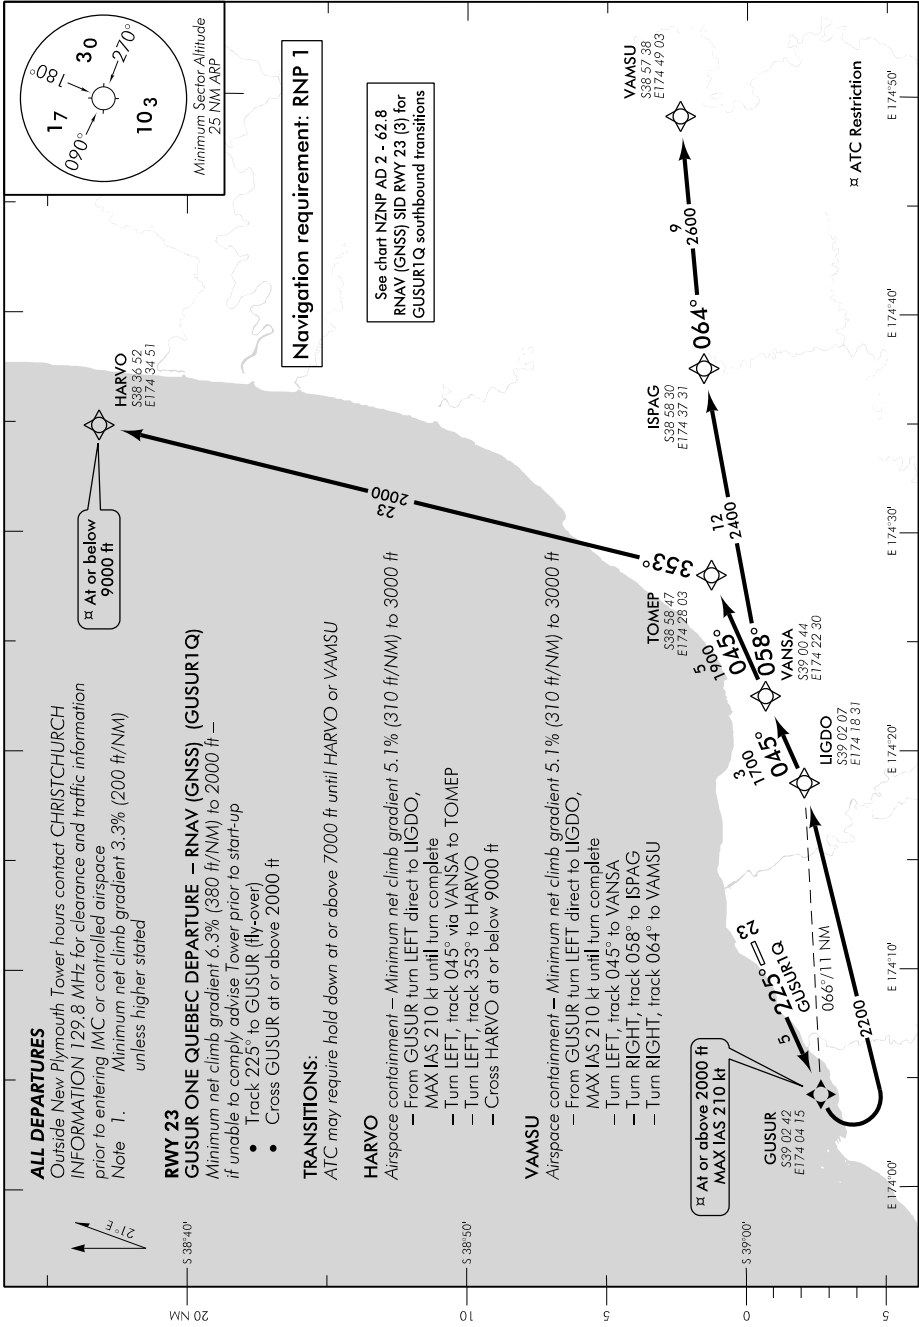 ALL DEPARTURES
Outside New Plymouth Tower hours contact CHRISTCHURCH
INFORMATION 129.8 MHz for clearance and traffic information
prior to entering IMC or controlled airspace
Note 1. Minimum net climb gradient 3.3% (200 ft/NM)
unless higher stated
RWY 23
GUSUR ONE QUEBEC DEPARTURE – RNAV (GNSS) (GUSUR1Q)
Minimum net climb gradient 6.3% (380 ft/NM) to 2000 ft –
if unable to comply advise Tower prior to start-up
• Track 225° to GUSUR (fly-over)
• Cross GUSUR at or above 2000 ft
TRANSITIONS:
ATC may require hold down at or above 7000 ft until HARVO or VAMSU
HARVO
Airspace containment – Minimum net climb gradient 5.1% (310 ft/NM) to 3000 ft
– From GUSUR turn LEFT direct to LIGDO,
MAX IAS 210 kt until turn complete
– Turn LEFT, track 045° via VANSA to TOMEP
– Turn LEFT, track 353° to HARVO
– Cross HARVO at or below 9000 ft
VAMSU
Airspace containment – Minimum net climb gradient 5.1% (310 ft/NM) to 3000 ft
– From GUSUR turn LEFT direct to LIGDO,
MAX IAS 210 kt until turn complete
– Turn LEFT, track 045° to VANSA
– Turn RIGHT, track 058° to ISPAG
– Turn RIGHT, track 064° to VAMSU
21°E
¤ At or below
9000 ft
HARVO
S38 36 52
E174 34 51
180°
270°
090°
17
30
103
Minimum Sector Altitude
25 NM ARP
Navigation requirement: RNP 1
See chart NZNP AD 2 - 62.8
RNAV (GNSS) SID RWY 23 (3) for
GUSUR1Q southbound transitions
23
2000
353°
TOMEP
S38 58 47
E174 28 03
5
1900
045°
058°
VANSA
S39 00 44
E174 22 30
3
1700
045°
LIGDO
S39 02 07
E174 18 31
12
2400
ISPAG
S38 58 30
E174 37 31
064°
9
2600
VAMSU
S38 57 38
E174 49 03
¤ At or above 2000 ft
MAX IAS 210 kt
GUSUR
S39 02 42
E174 04 15
5
225°
23
GUSUR1Q
066°/11 NM
2200
¤ ATC Restriction
S 38°40'
S 38°50'
S 39°00'
E 174°00'
E 174°10'
E 174°20'
E 174°30'
E 174°40'
E 174°50'
20 NM
10
5
0
5